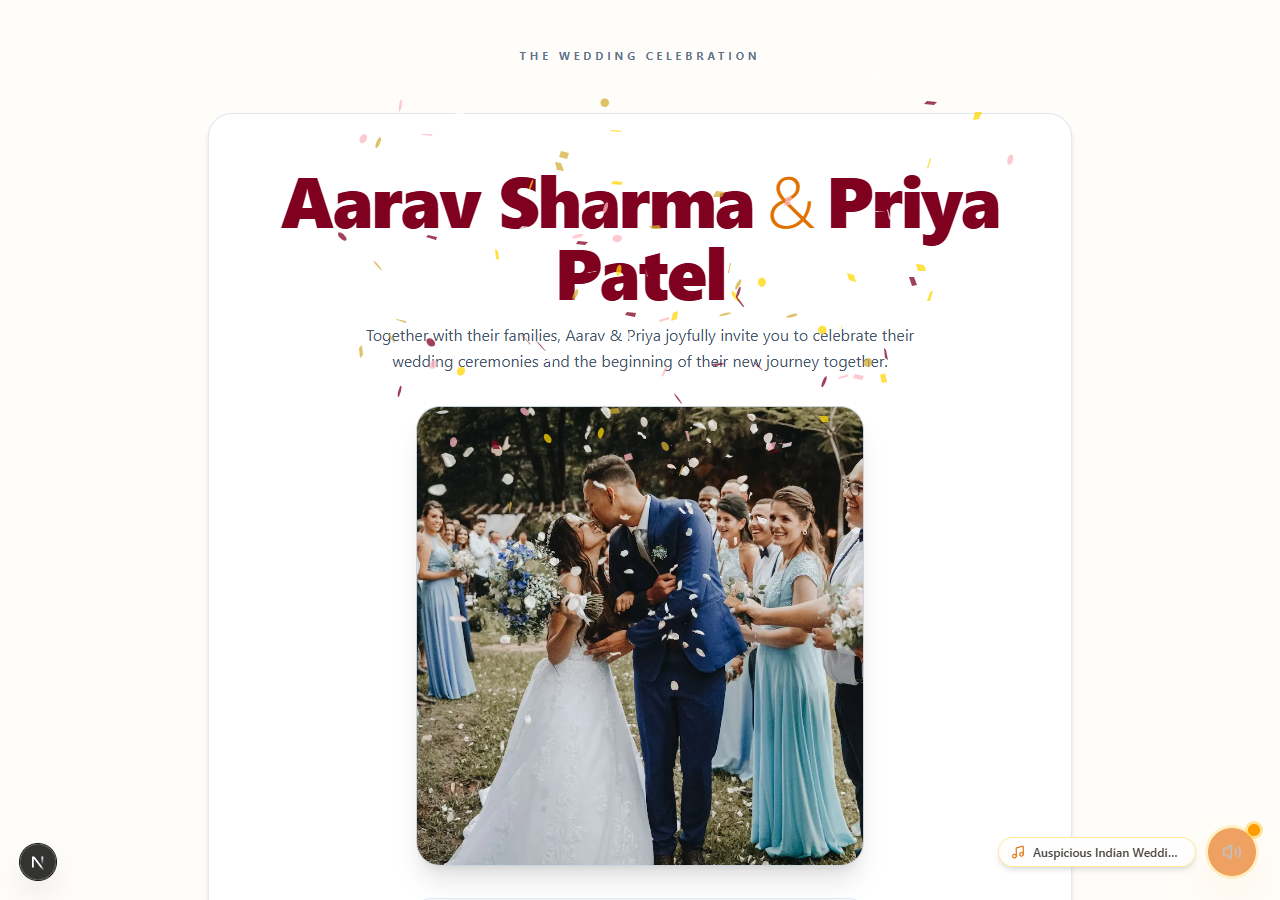 THE WEDDING CELEBRATION
Aarav Sharma & Priya
Patel
Together with their families, Aarav & Priya joyfully invite you to celebrate their
wedding ceremonies and the beginning of their new journey together.
Auspicious Indian Weddi...
N